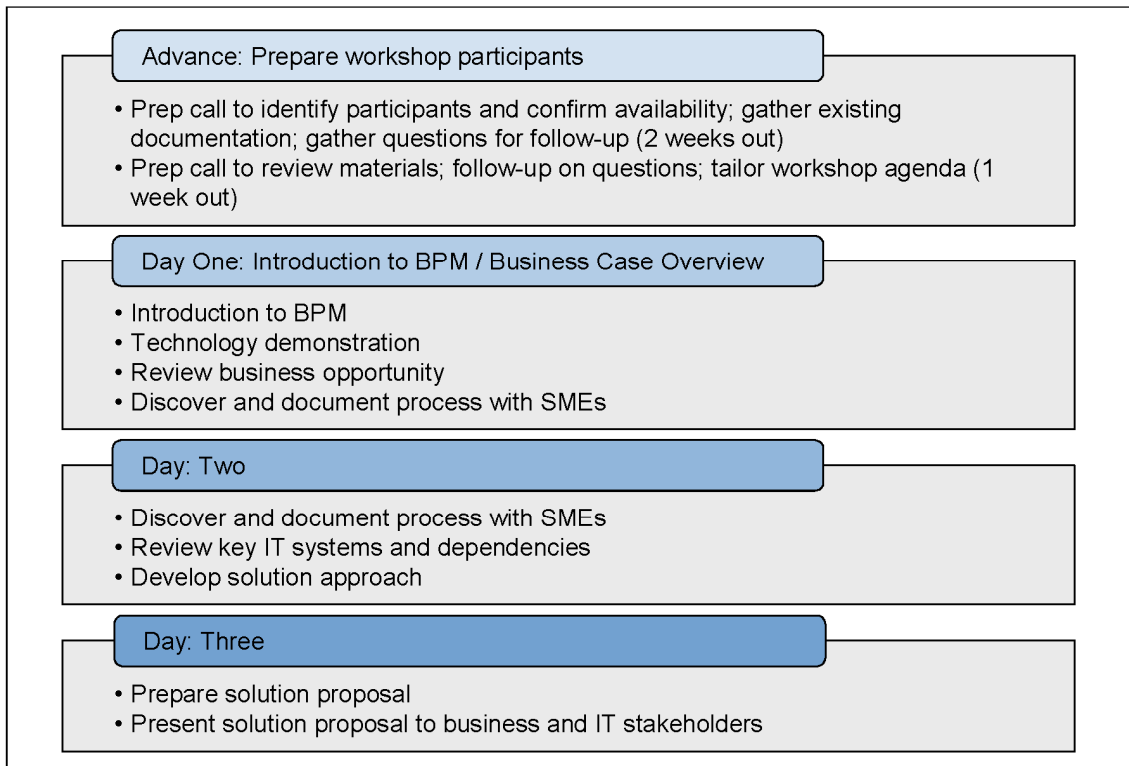 Advance: Prepare workshop participants
• Prep call to identify participants and confirm availability; gather existing
documentation; gather questions for follow-up (2 weeks out)
• Prep call to review materials; follow-up on questions; tailor workshop agenda (1
week out)
Day One: Introduction to BPM / Business Case Overview
• Introduction to BPM
• Technology demonstration
• Review business opportunity
• Discover and document process with SMEs
Day: Two
• Discover and document process with SMEs
• Review key IT systems and dependencies
• Develop solution approach
Day: Three
• Prepare solution proposal
• Present solution proposal to business and IT stakeholders